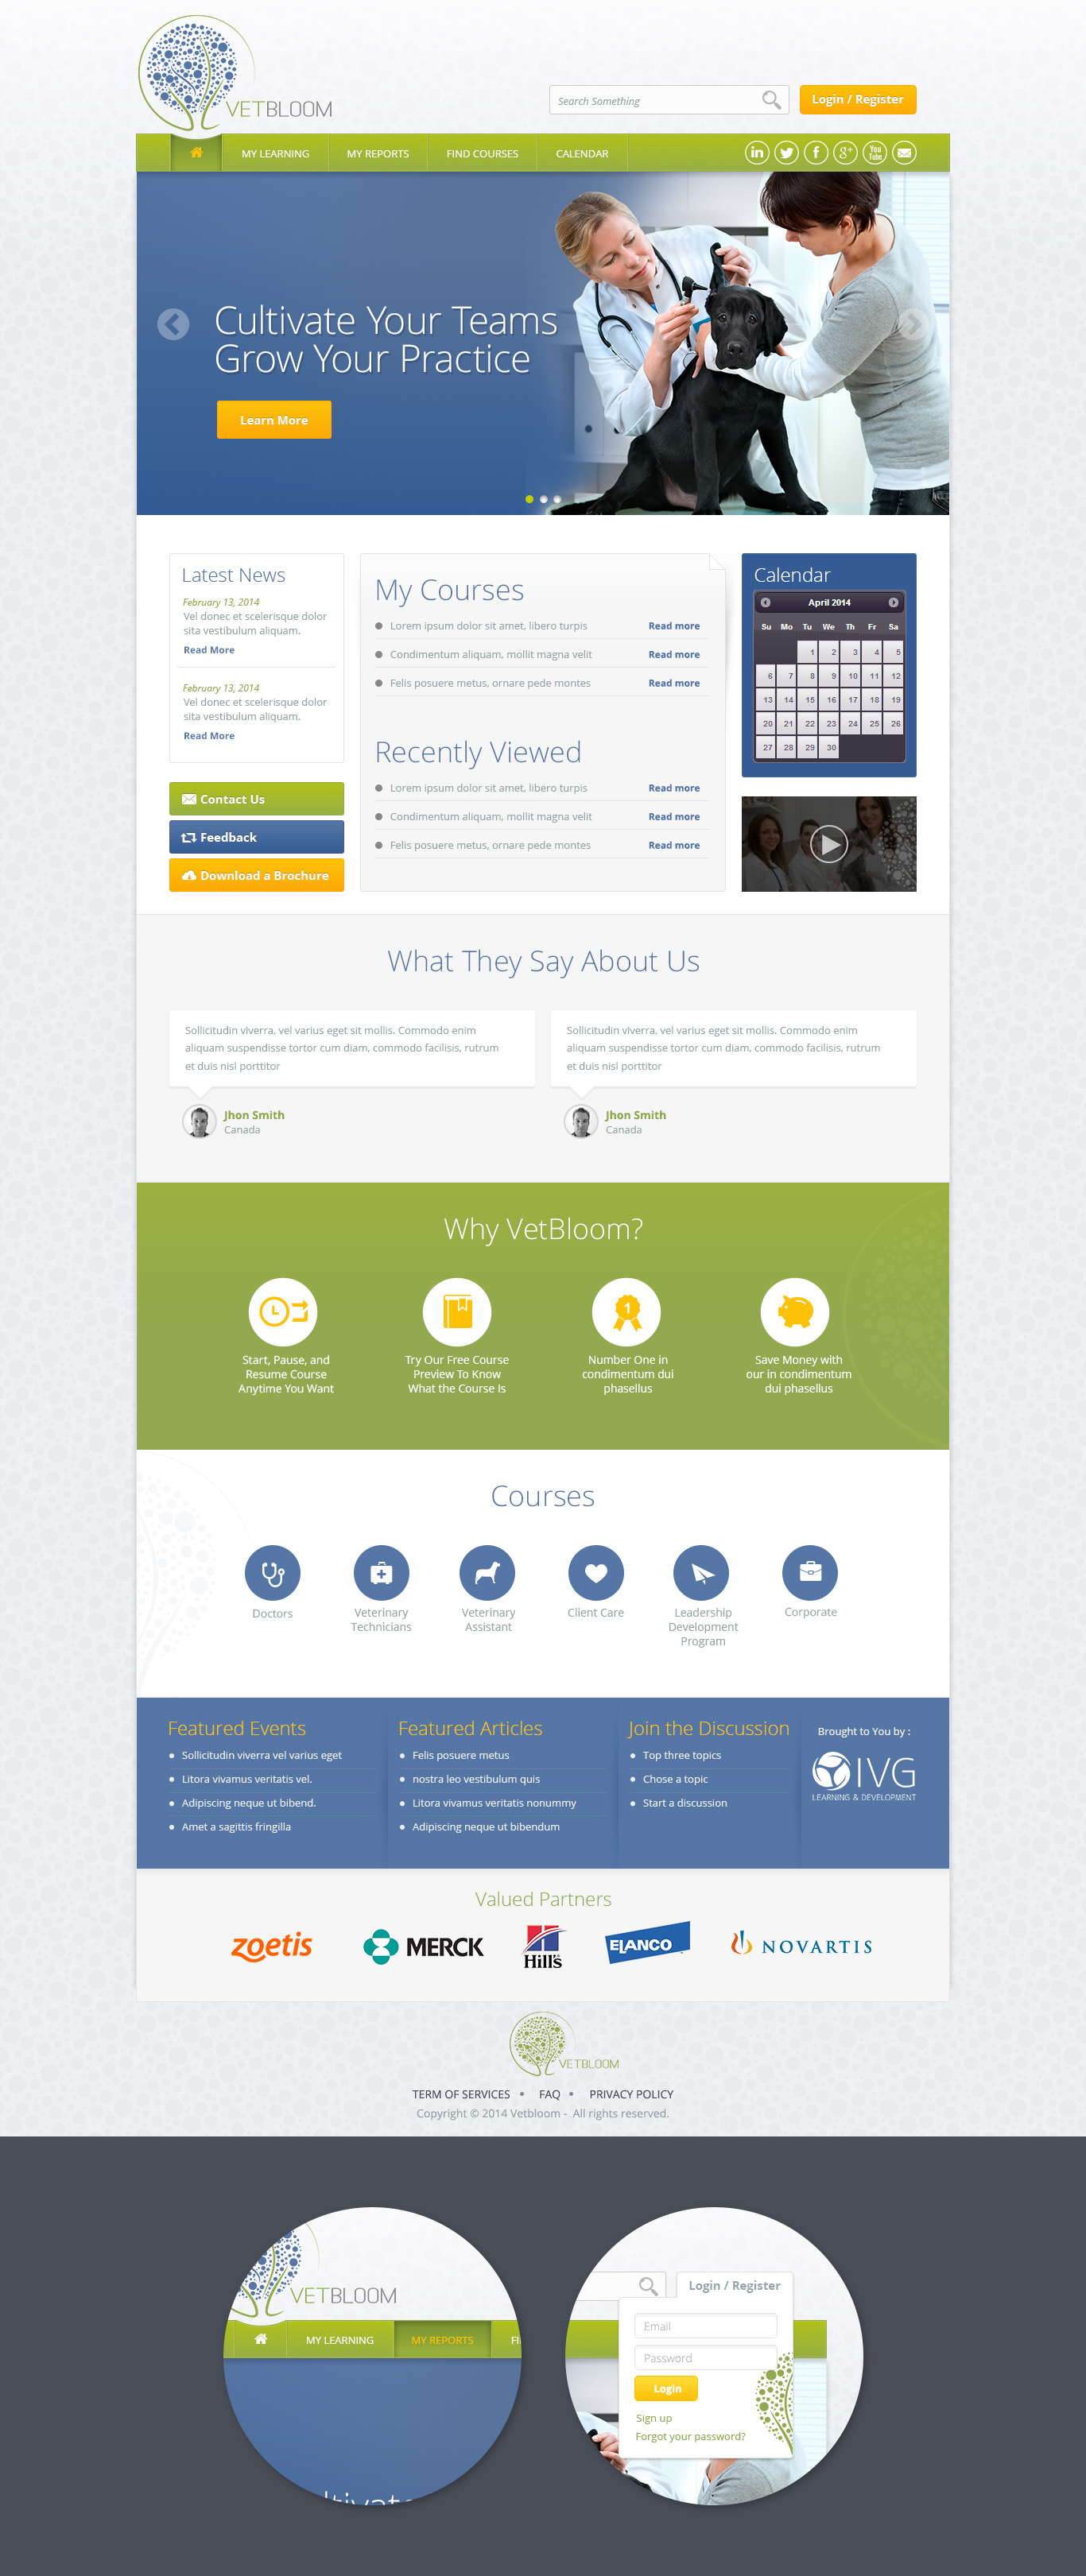 VETBLOOM
Search Something
Login / Register
MY LEARNING
MY REPORTS
FIND COURSES
CALENDAR
in
f
g+
You
Tube
Cultivate Your Teams
Grow Your Practice
Learn More
Latest News
February 13, 2014
Vel donec et scelerisque dolor
sita vestibulum aliquam.
Read More
February 13, 2014
Vel donec et scelerisque dolor
sita vestibulum aliquam.
Read More
Contact Us
Feedback
Download a Brochure
My Courses
Lorem ipsum dolor sit amet, libero turpis Read more
Condimentum aliquam, mollit magna velit Read more
Felis posuere metus, ornare pede montes Read more
Recently Viewed
Lorem ipsum dolor sit amet, libero turpis Read more
Condimentum aliquam, mollit magna velit Read more
Felis posuere metus, ornare pede montes Read more
Calendar
April 2014
Su Mo Tu We Th Fr Sa
1 2 3 4 5
6 7 8 9 10 11 12
13 14 15 16 17 18 19
20 21 22 23 24 25 26
27 28 29 30
What They Say About Us
Sollicitudin viverra, vel varius eget sit mollis. Commodo enim
aliquam suspendisse tortor cum diam, commodo facilisis, rutrum
et duis nisl porttitor
Jhon Smith
Canada
Sollicitudin viverra, vel varius eget sit mollis. Commodo enim
aliquam suspendisse tortor cum diam, commodo facilisis, rutrum
et duis nisl porttitor
Jhon Smith
Canada
Why VetBloom?
Start, Pause, and
Resume Course
Anytime You Want
Try Our Free Course
Preview To Know
What the Course Is
1
Number One in
condimentum dui
phasellus
Save Money with
our in condimentum
dui phasellus
Courses
Doctors
Veterinary
Technicians
Veterinary
Assistant
Client Care
Leadership
Development
Program
Corporate
Featured Events
Sollicitudin viverra vel varius eget
Litora vivamus veritatis vel.
Adipiscing neque ut bibend.
Amet a sagittis fringilla
Featured Articles
Felis posuere metus
nostra leo vestibulum quis
Litora vivamus veritatis nonummy
Adipiscing neque ut bibendum
Join the Discussion
Top three topics
Chose a topic
Start a discussion
Brought to You by :
IVG
LEARNING & DEVELOPMENT
Valued Partners
zoetis
MERCK
Hill's
ELANCO
NOVARTIS
VETBLOOM
TERM OF SERVICES • FAQ • PRIVACY POLICY
Copyright © 2014 Vetbloom - All rights reserved.
VETBLOOM
MY LEARNING
MY REPORTS
FI
ltivat
Login / Register
Email
Password
Login
Sign up
Forgot your password?